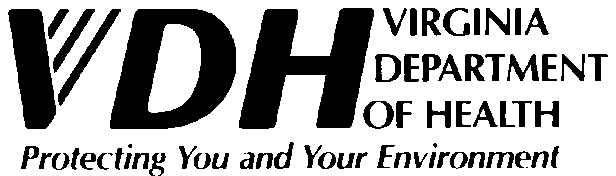 VDH
VIRGINIA
DEPARTMENT
OF HEALTH
Protecting You and Your Environment